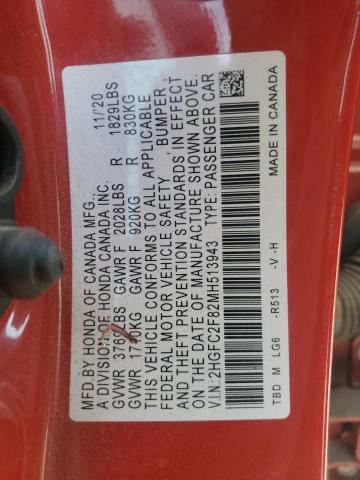 MFD. BY HONDA OF CANADA MFG., 11/20
A DIVISION OF HONDA CANADA INC.
GVWR 3760LBS GAWR F 2028LBS R 1829LBS
GVWR KG GAWR F 920KG R 830KG
THIS VEHICLE CONFORMS TO ALL APPLICABLE
FEDERAL MOTOR VEHICLE SAFETY, BUMPER,
AND THEFT PREVENTION STANDARDS IN EFFECT
ON THE DATE OF MANUFACTURE SHOWN ABOVE.
V.I.N: 2HGFC2F82MH513943 TYPE: PASSENGER CAR
TBD M LG6 -R513 -V -H MADE IN CANADA